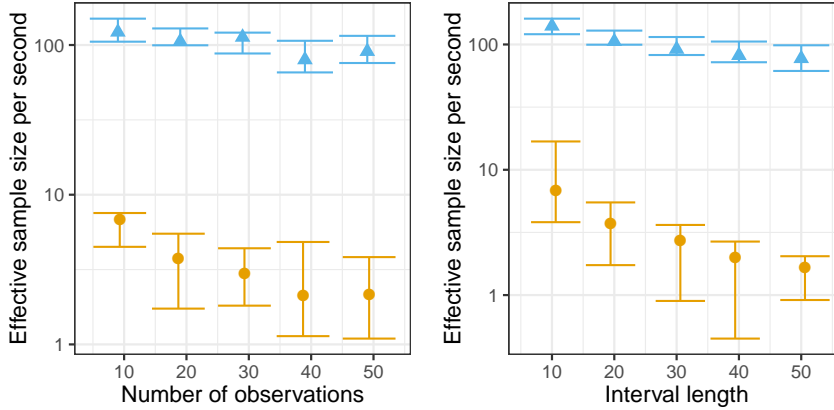 Effective sample size per second
100
10
1
10 20 30 40 50
Number of observations
Effective sample size per second
100
10
1
10 20 30 40 50
Interval length